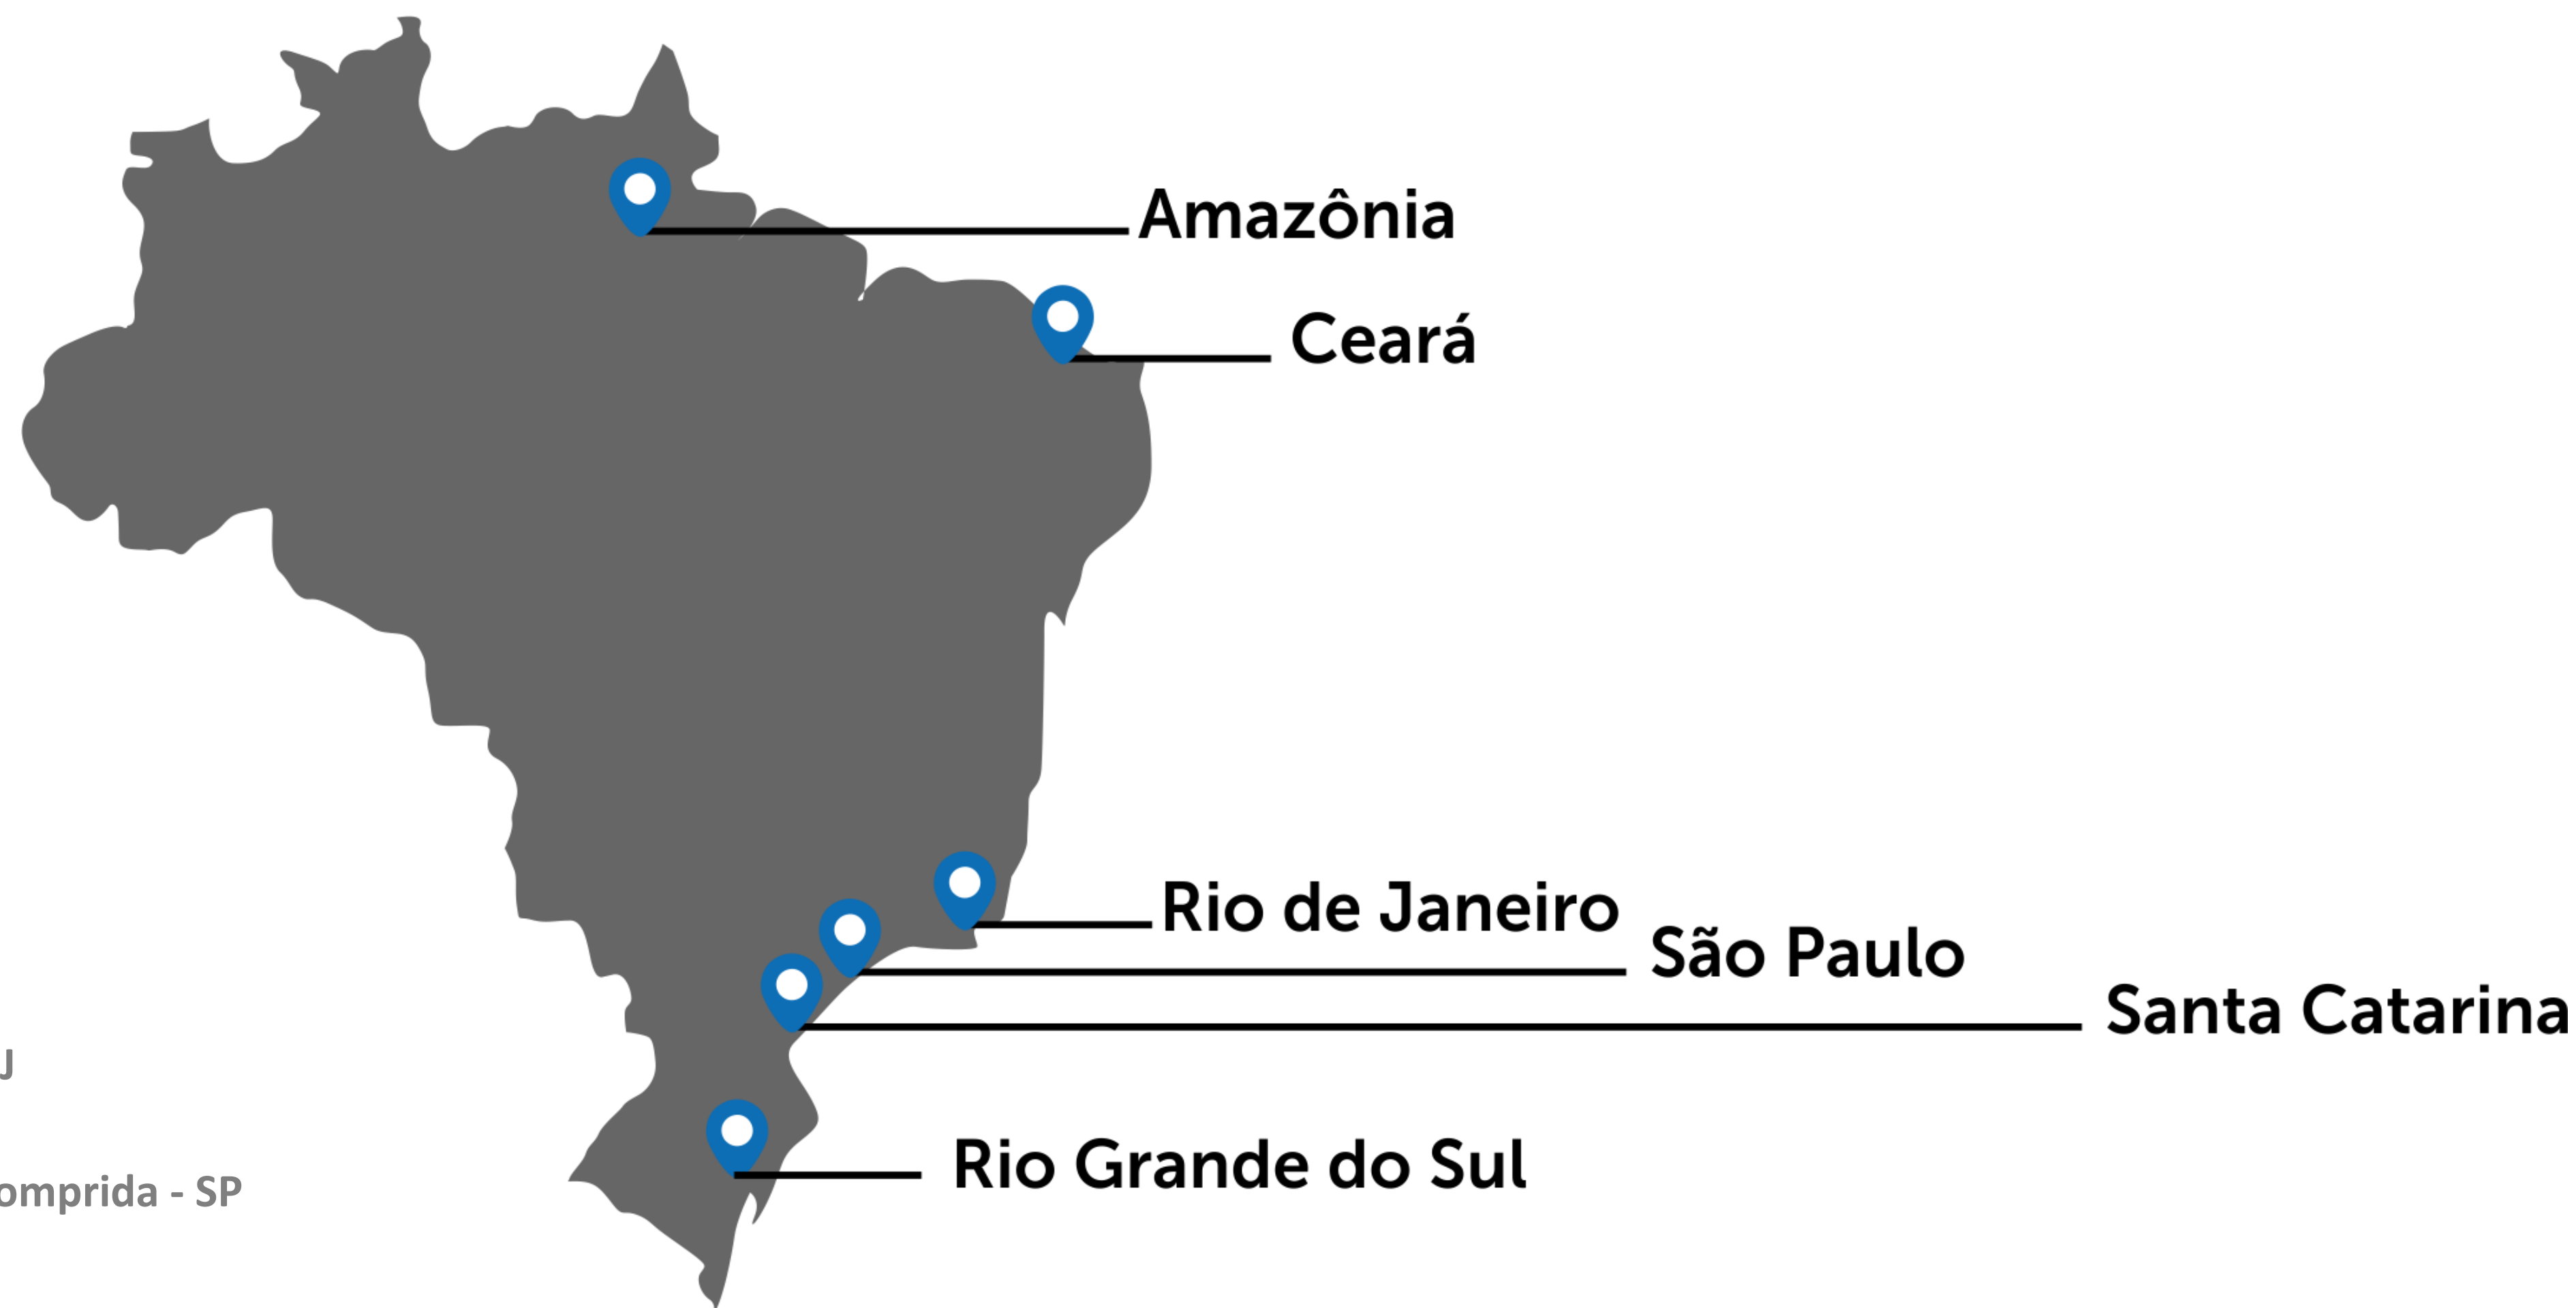 Amazônia
Ceará
Rio de Janeiro
São Paulo
Santa Catarina
J
omprida - SP
Rio Grande do Sul